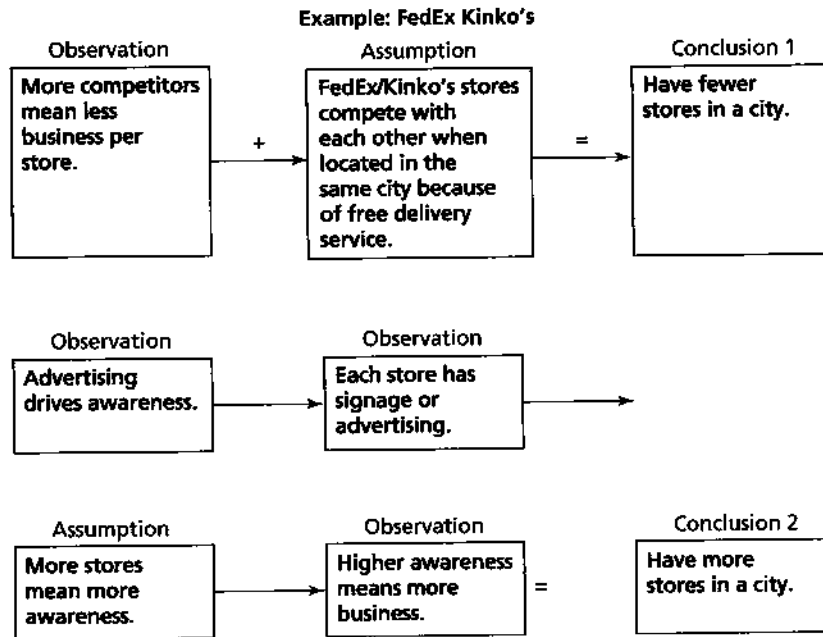 Example: FedEx Kinko's
Observation
Assumption
Conclusion 1
More competitors
mean less
business per
store.
+
FedEx/Kinko's stores
compete with
each other when
located in the
same city because
of free delivery
service.
=
Have fewer
stores in a city.
Observation
Observation
Advertising
drives awareness.
Each store has
signage or
advertising.
Assumption
Observation
Conclusion 2
More stores
mean more
awareness.
Higher awareness
means more
business.
=
Have more
stores in a city.